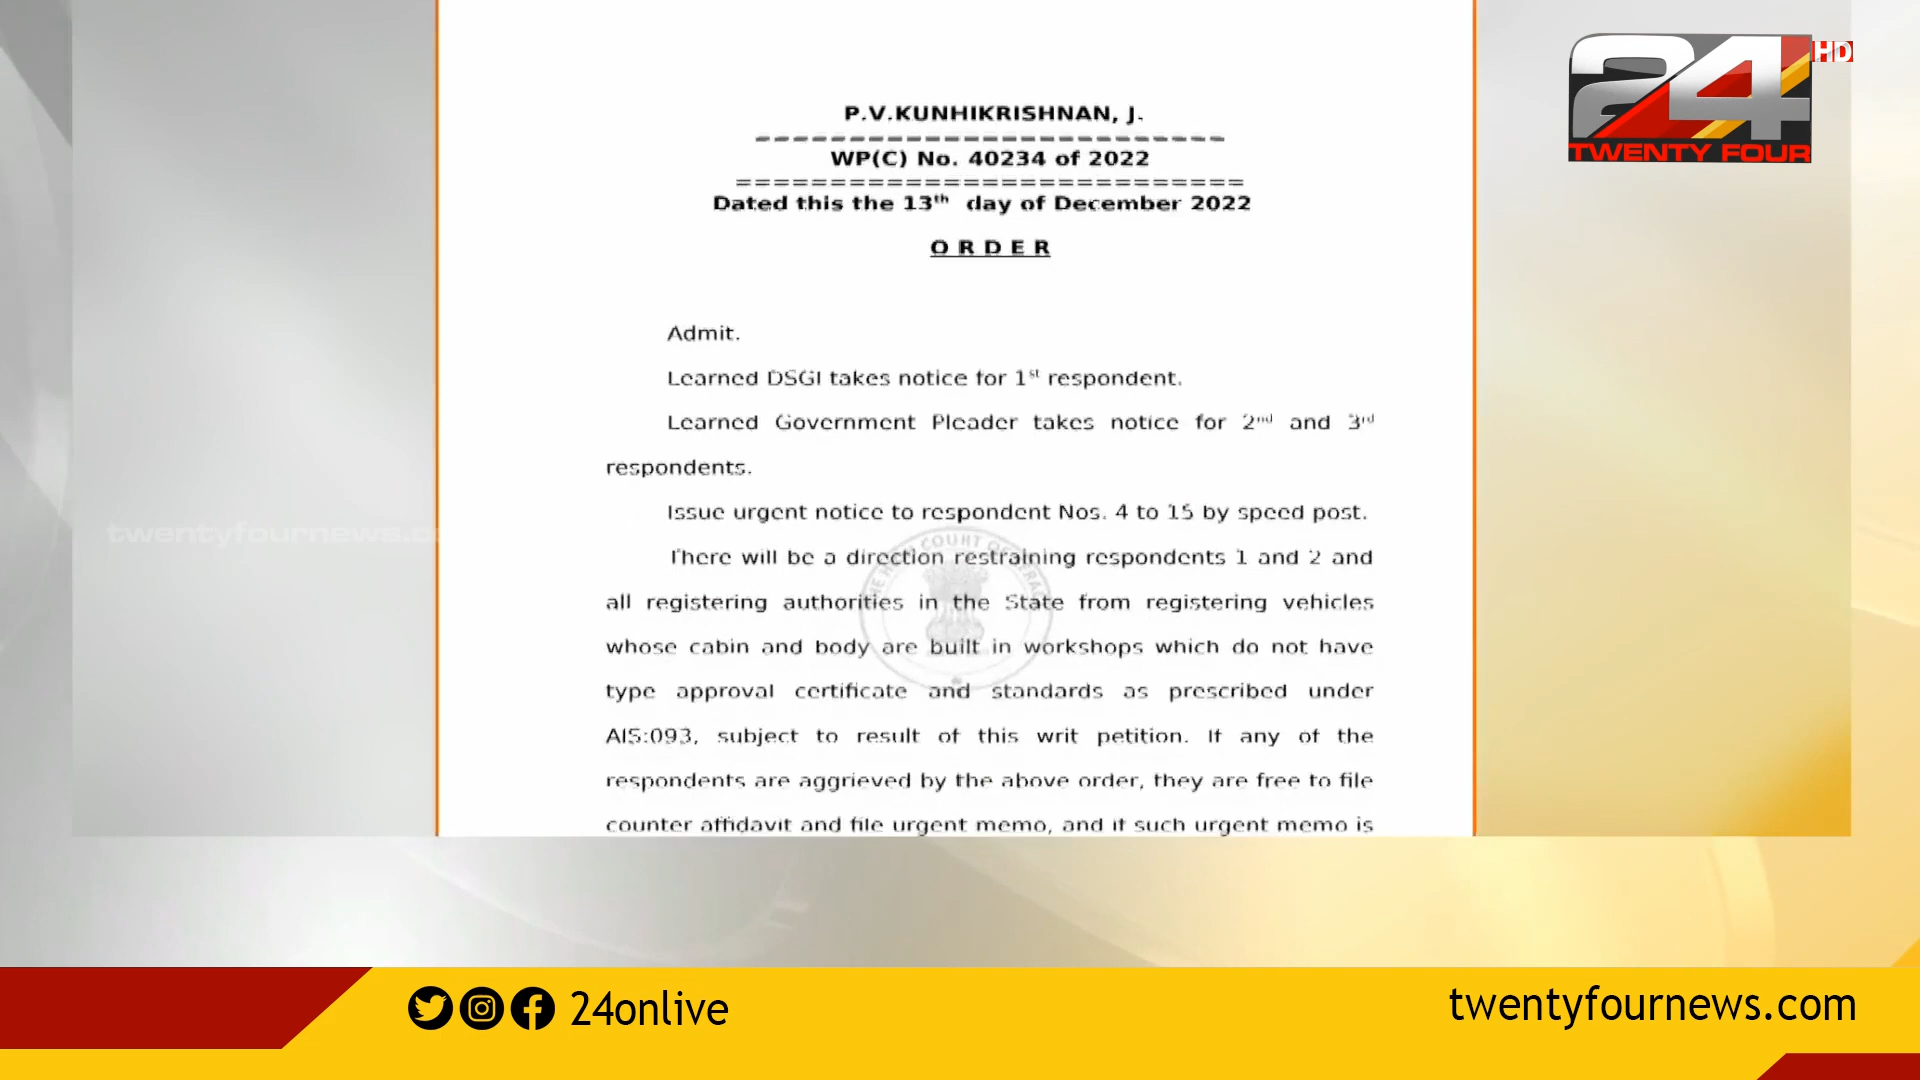 P.V.KUNHIKRISHNAN, J.
WP(C) No. 40234 of 2022
Dated this the 13th day of December 2022
ORDER
Admit.
Learned DSGI takes notice for 1st respondent.
Learned Government Pleader takes notice for 2nd and 3rd
respondents.
Issue urgent notice to respondent Nos. 4 to 15 by speed post.
There will be a direction restraining respondents 1 and 2 and
all registering authorities in the State from registering vehicles
whose cabin and body are built in workshops which do not have
type approval certificate and standards as prescribed under
AIS:093, subject to result of this writ petition. If any of the
respondents are aggrieved by the above order, they are free to file
counter affidavit and file urgent memo, and if such urgent memo is
24 HD
TWENTY FOUR
twentyfournews.c
COURT OF
24onlive
twentyfournews.com